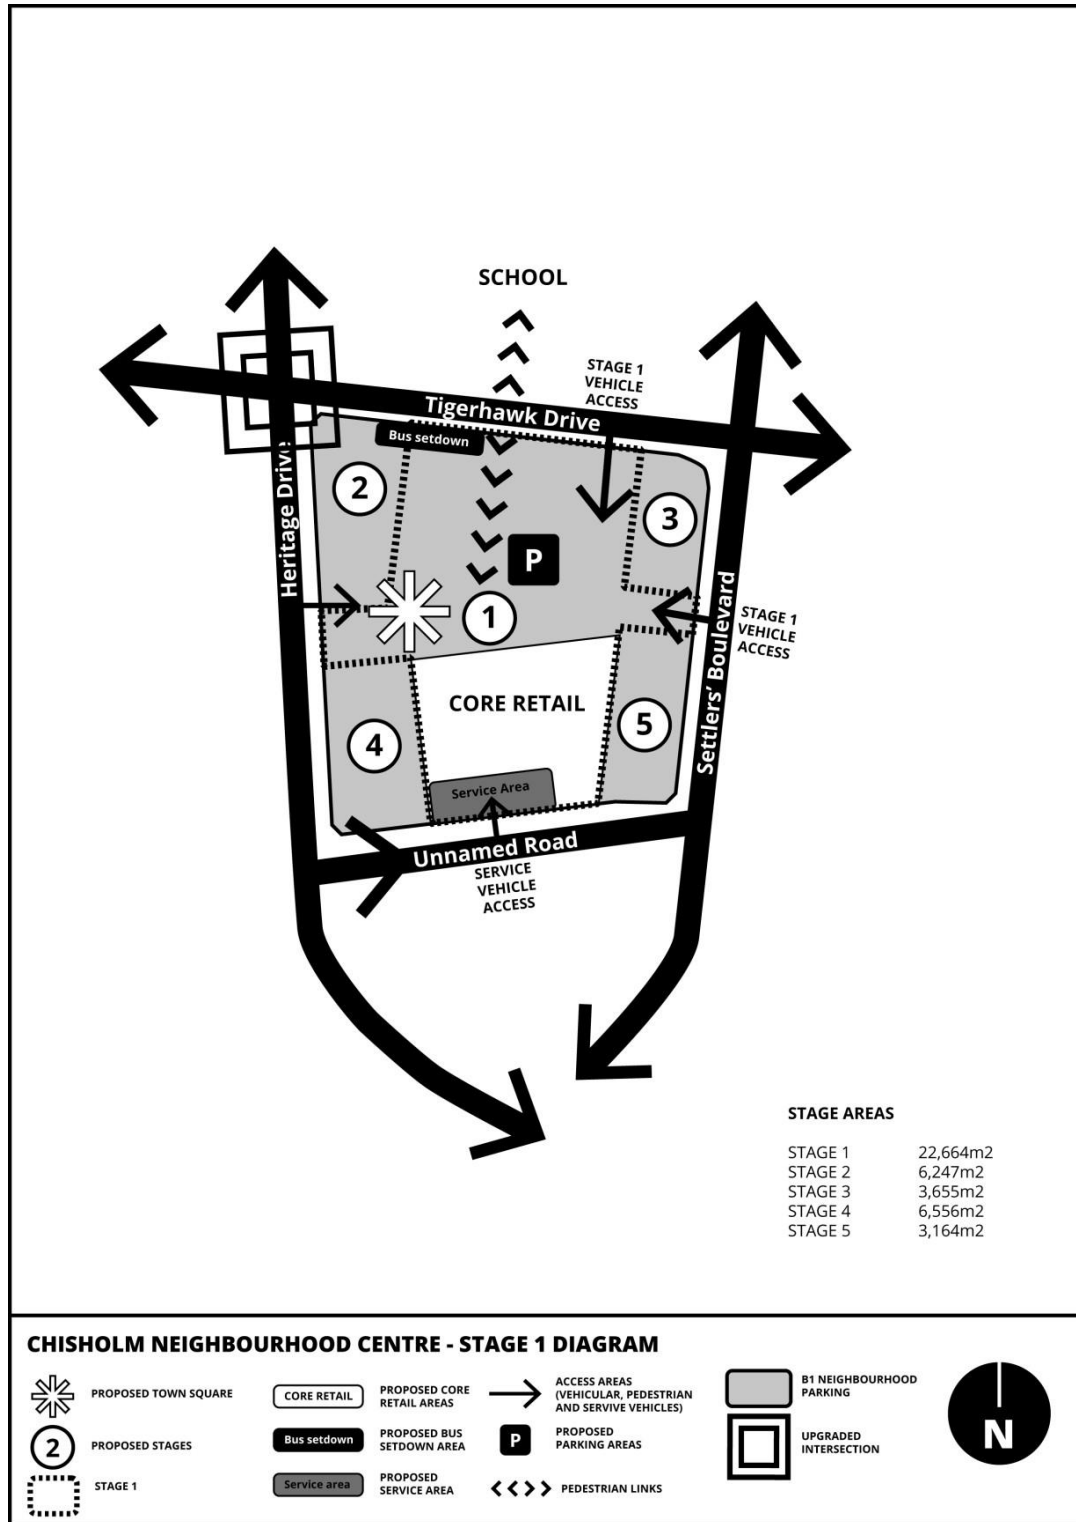 SCHOOL
STAGE 1
VEHICLE
ACCESS
Tigerhawk Drive
Bus setdown
Heritage Drive
2
3
P
1
STAGE 1
VEHICLE
ACCESS
Settlers' Boulevard
CORE RETAIL
4
5
Service Area
Unnamed Road
SERVICE
VEHICLE
ACCESS
STAGE AREAS
STAGE 1 22,664m2
STAGE 2 6,247m2
STAGE 3 3,655m2
STAGE 4 6,556m2
STAGE 5 3,164m2
CHISHOLM NEIGHBOURHOOD CENTRE - STAGE 1 DIAGRAM
PROPOSED TOWN SQUARE
2
PROPOSED STAGES
STAGE 1
CORE RETAIL
PROPOSED CORE
RETAIL AREAS
Bus setdown
PROPOSED BUS
SETDOWN AREA
Service area
PROPOSED
SERVICE AREA
ACCESS AREAS
(VEHICULAR, PEDESTRIAN
AND SERVIVE VEHICLES)
P
PROPOSED
PARKING AREAS
PEDESTRIAN LINKS
B1 NEIGHBOURHOOD
PARKING
UPGRADED
INTERSECTION
N